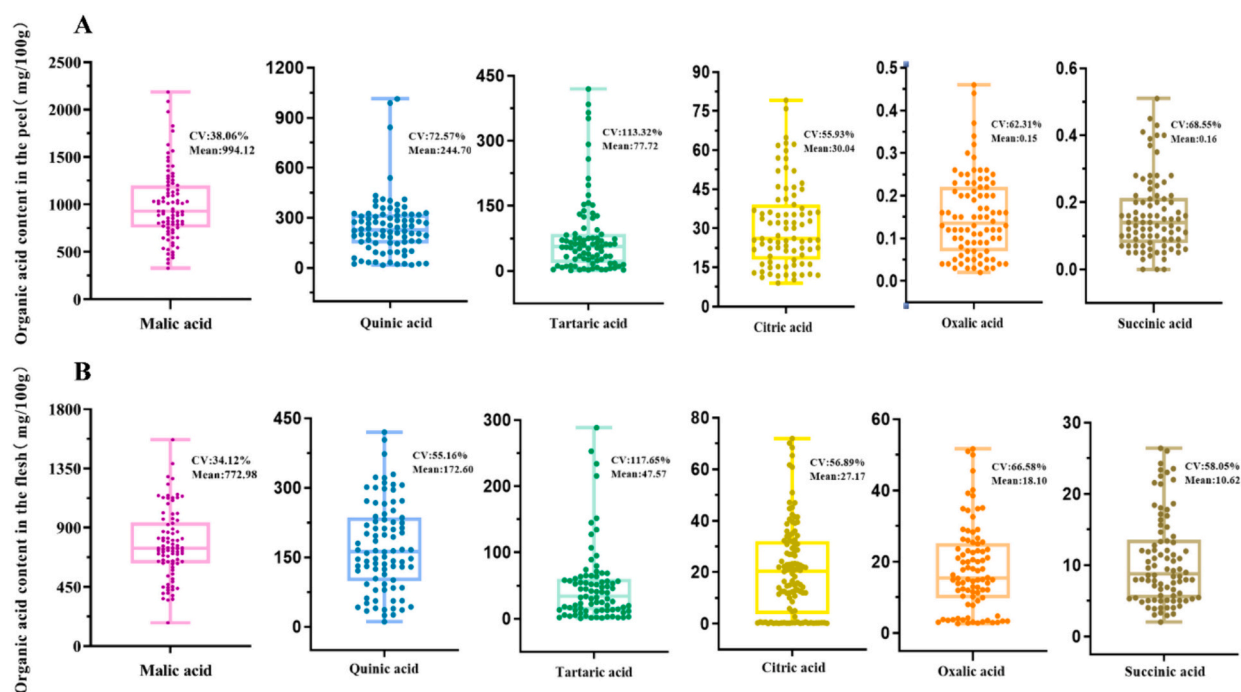 A
Organic acid content in the peel( mg/100g)
2500
2000
1500
1000
500
0
CV:38.06%
Mean:994.12
Malic acid
1200
900
600
300
0
CV:72.57%
Mean:244.70
Quinic acid
450
300
150
0
CV:113.32%
Mean:77.72
Tartaric acid
90
75
60
45
30
15
0
CV:55.93%
Mean:30.04
Citric acid
0.5
0.4
0.3
0.2
0.1
0.0
CV:62.31%
Mean:0.15
Oxalic acid
0.6
0.4
0.2
0.0
CV:68.55%
Mean:0.16
Succinic acid
B
Organic acid content in the flesh( mg/100g)
1800
1350
900
450
0
CV:34.12%
Mean:772.98
Malic acid
450
300
150
0
CV:55.16%
Mean:172.60
Quinic acid
300
200
100
0
CV:117.65%
Mean:47.57
Tartaric acid
80
60
40
20
0
CV:56.89%
Mean:27.17
Citric acid
60
40
20
0
CV:66.58%
Mean:18.10
Oxalic acid
30
20
10
0
CV:58.05%
Mean:10.62
Succinic acid